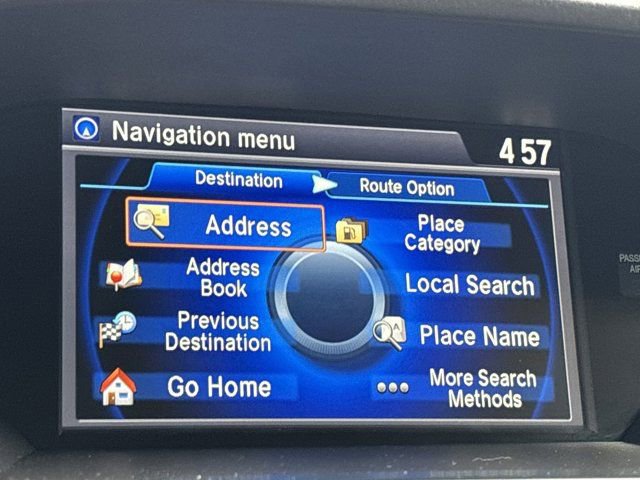 Navigation menu
4 57
Destination
Route Option
Address
Place
Category
Address
Book
Local Search
Previous
Destination
Place Name
Go Home
More Search
Methods